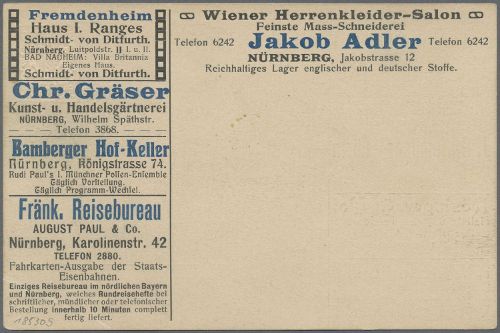 Fremdenheim
Haus I. Ranges
Schmidt- von Ditfurth.
Nürnberg. Luitpoldstr. II I. u. II.
BAD NAUHEIM: Villa Britannia
Eigenes Haus.
Schmidt- von Ditfurth.
Chr. Gräser
Kunst- u. Handelsgärtnerei
NÜRNBERG, Wilhelm Späthstr.
Telefon 3868.
Bamberger Hof-Keller
Nürnberg, Königstrasse 74.
Rudi Paul's I. Münchner Possen-Ensemble
Täglich Vorstellung.
Täglich Programm-Wechsel.
Fränk. Reisebureau
AUGUST PAUL & Co.
Nürnberg, Karolinenstr. 42
TELEFON 2880.
Fahrkarten-Ausgabe der Staats-
Eisenbahnen.
Einziges Reisebureau im nördlichen Bayern
und Nürnberg, welches Rundreisehefte bei
schriftlicher, mündlicher oder telefonischer
Bestellung innerhalb 10 Minuten complett
fertig liefert.
185305
Wiener Herrenkleider-Salon
Feinste Mass-Schneiderei
Telefon 6242 Jakob Adler Telefon 6242
NÜRNBERG, Jakobstrasse 12
Reichhaltiges Lager englischer und deutscher Stoffe.